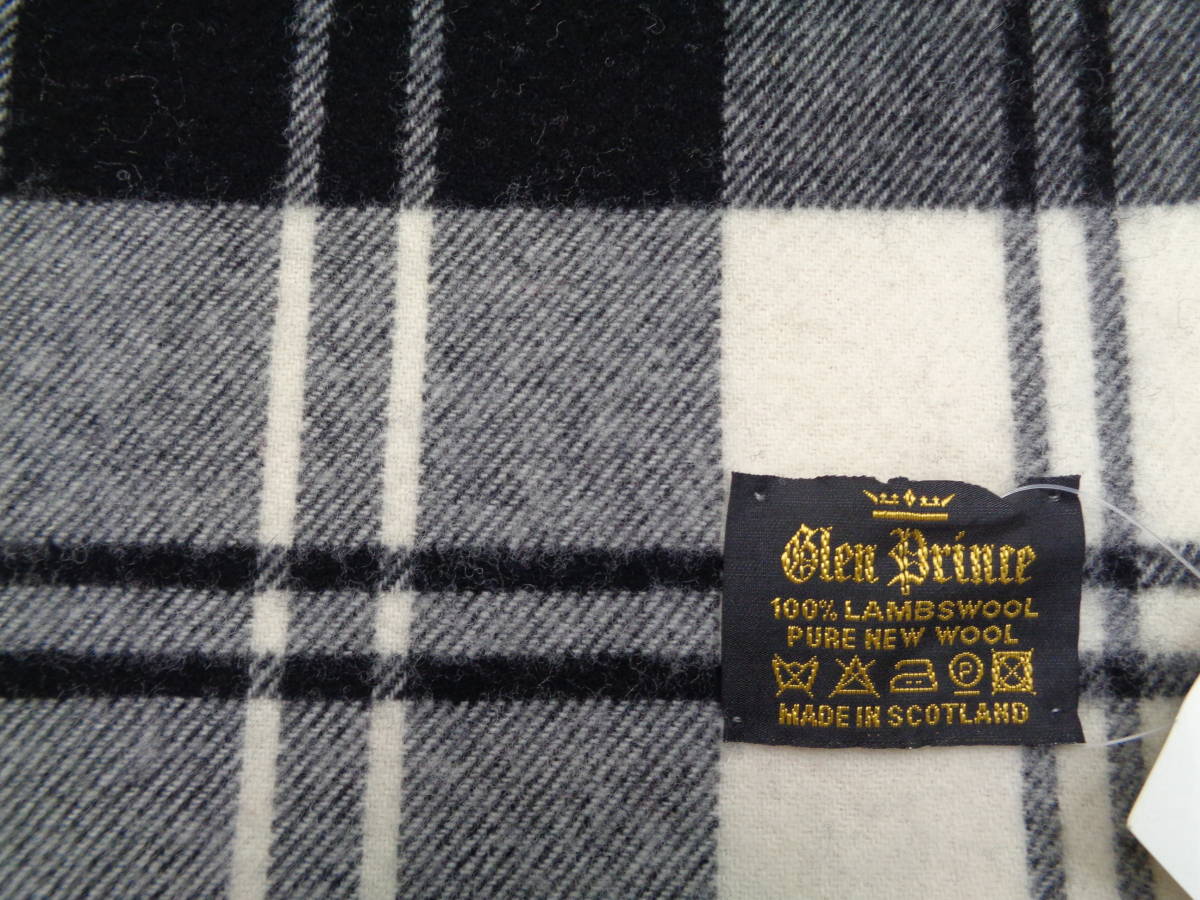 Glen Prince
100% LAMBSWOOL
PURE NEW WOOL
P
MADE IN SCOTLAND